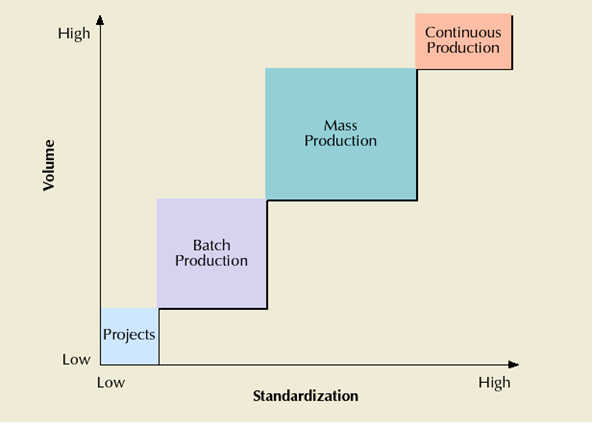 High
Continuous
Production
Mass
Production
Volume
Batch
Production
Projects
Low
Low
High
Standardization